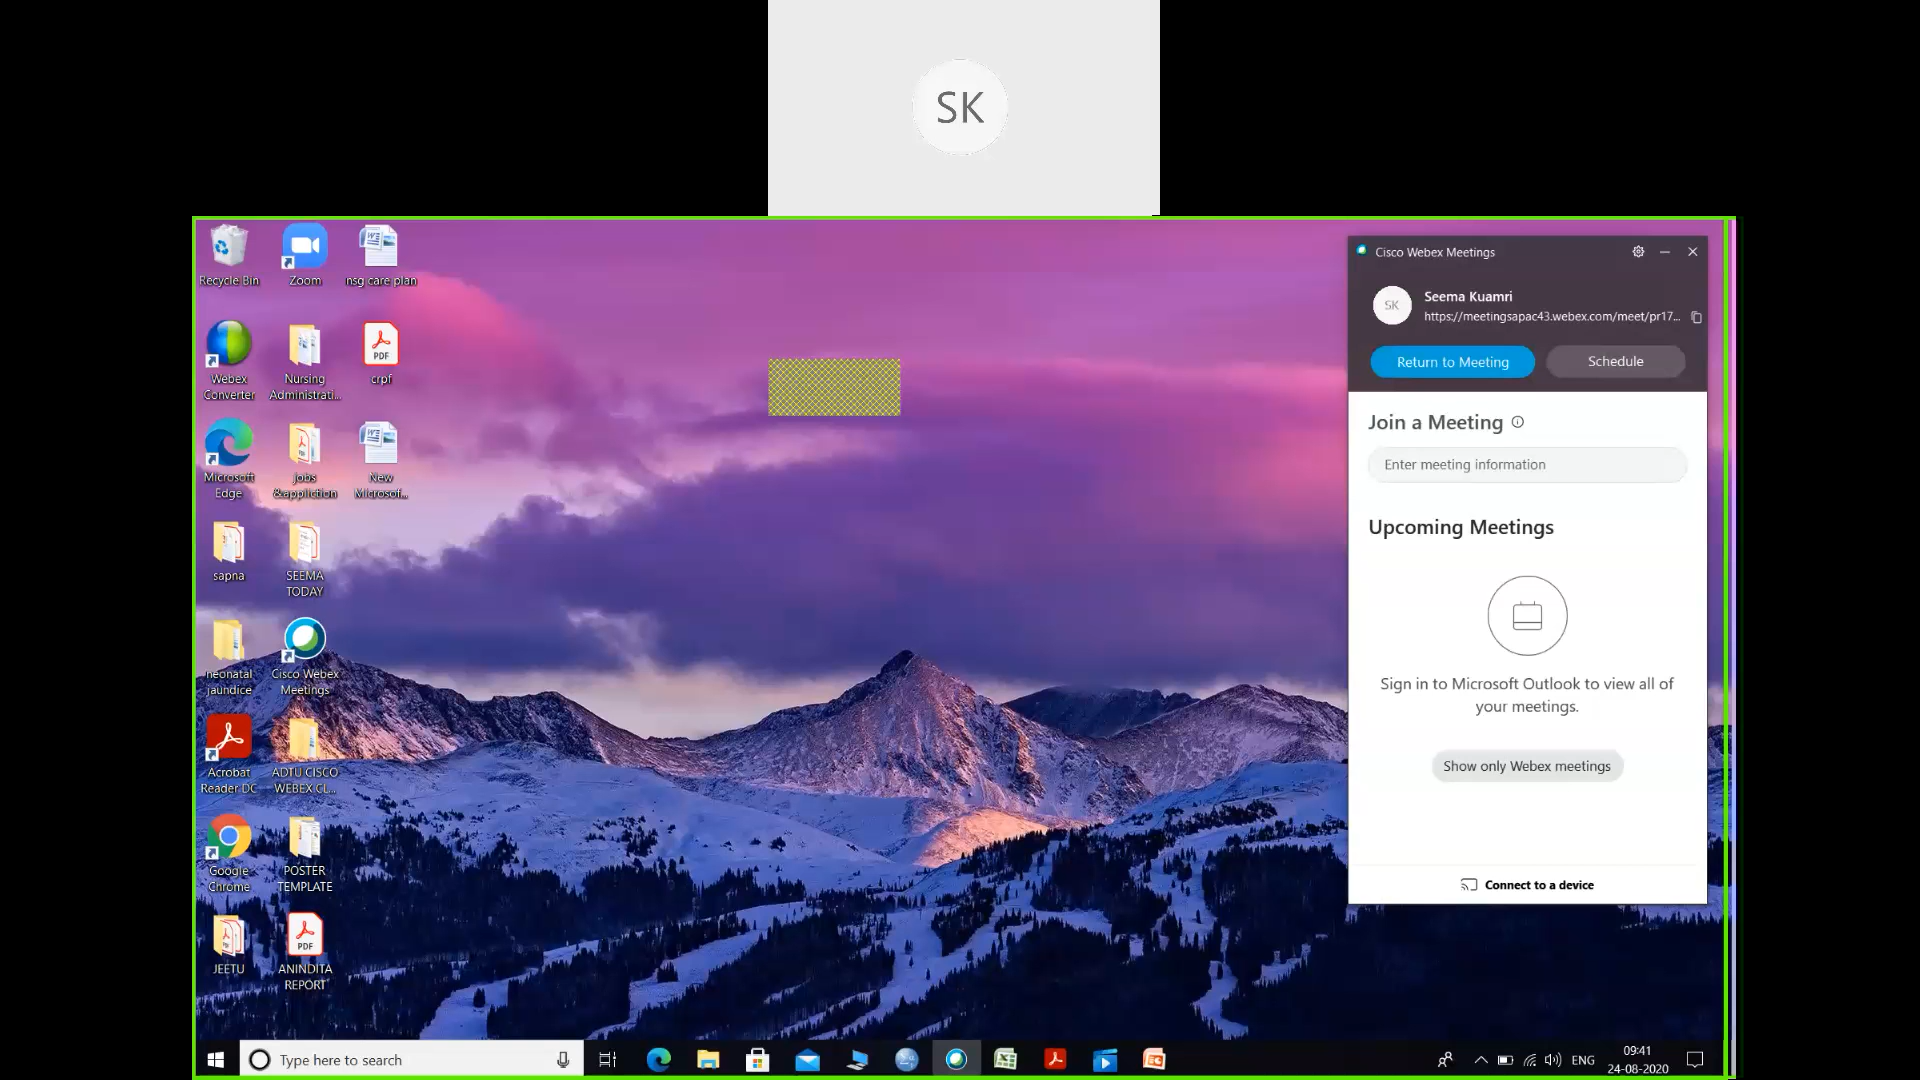 SK
Recycle Bin
Zoom
nsg care plan
Webex
Converter
Nursing
Administrati...
PDF
crpf
Microsoft
Edge
jobs
&appliction
New
Microsof...
sapna
SEEMA
TODAY
neonatal
jaundice
Cisco Webex
Meetings
Acrobat
Reader DC
ADTU CISCO
WEBEX CL...
Google
Chrome
POSTER
TEMPLATE
JEETU
PDF
ANINDITA
REPORT
Cisco Webex Meetings
SK
Seema Kuamri
https://meetingsapac43.webex.com/meet/pr17...
Return to Meeting
Schedule
Join a Meeting
Enter meeting information
Upcoming Meetings
Sign in to Microsoft Outlook to view all of
your meetings.
Show only Webex meetings
Connect to a device
Type here to search
ENG
09:41
24-08-2020